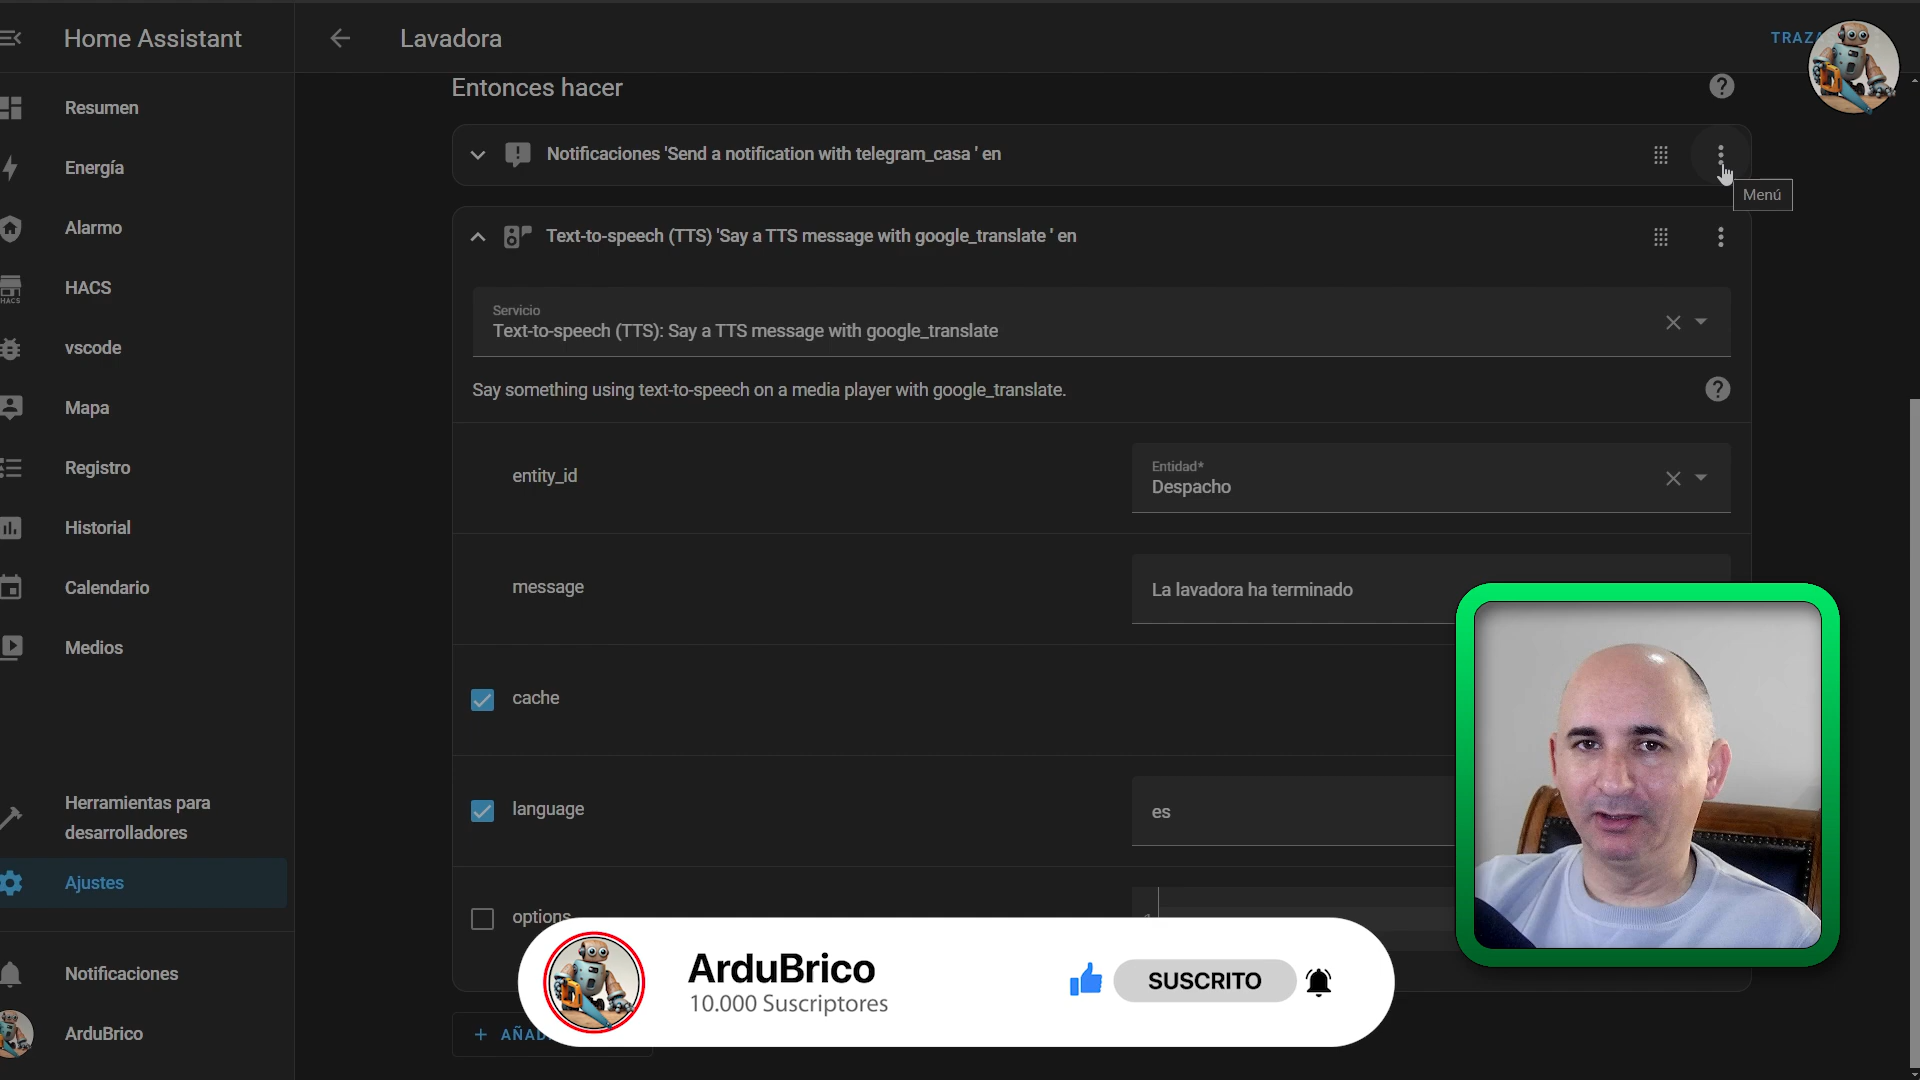 Home Assistant
Lavadora
Resumen
Energía
Alarmo
HACS
HACS
vscode
Mapa
Registro
Historial
Calendario
Medios
Herramientas para
desarrolladores
Ajustes
Notificaciones
ArduBrico
Entonces hacer
Notificaciones 'Send a notification with telegram_casa ' en
Menú
Text-to-speech (TTS) 'Say a TTS message with google_translate ' en
Servicio
Text-to-speech (TTS): Say a TTS message with google_translate
Say something using text-to-speech on a media player with google_translate.
entity_id
Entidad*
Despacho
message
La lavadora ha terminado
cache
language
es
options
ArduBrico
10.000 Suscriptores
SUSCRITO